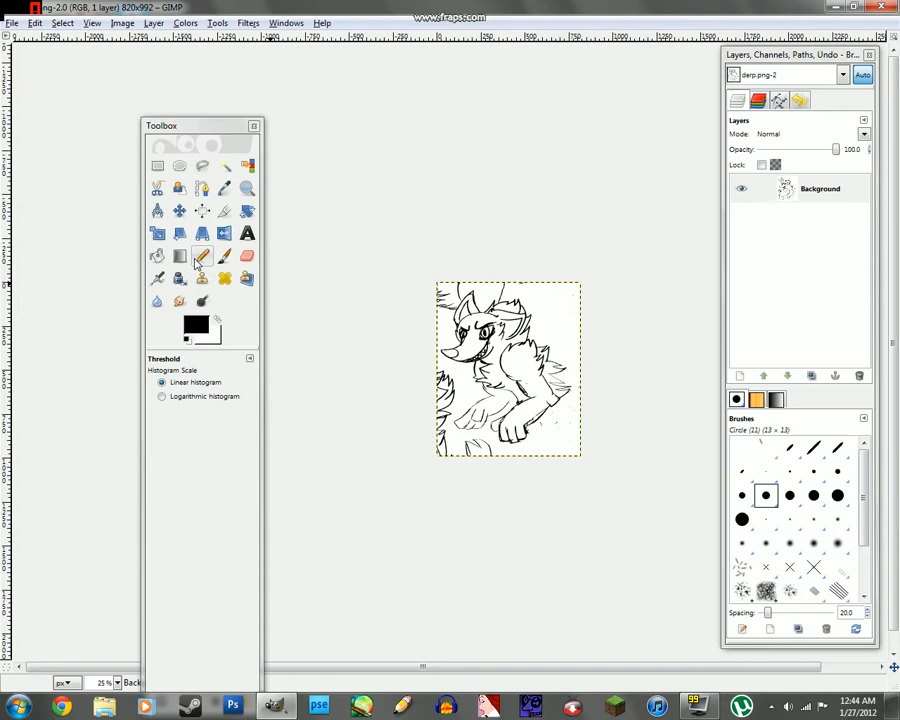 ng-2.0 (RGB, 1 layer) 820x992 – GIMP
www.fraps.com
File Edit Select View Image Layer Colors Tools Filters Windows Help
Layers, Channels, Paths, Undo - Br...
derp.png-2
Auto
Toolbox
Layers
Mode: Normal
Opacity: 100.0
Lock:
Background
Threshold
Histogram Scale
Linear histogram
Logarithmic histogram
Brushes
Circle (11) (13 × 13)
Spacing: 20.0
px
25 %
Back
Ps
pse
99
12:44 AM
1/27/2012